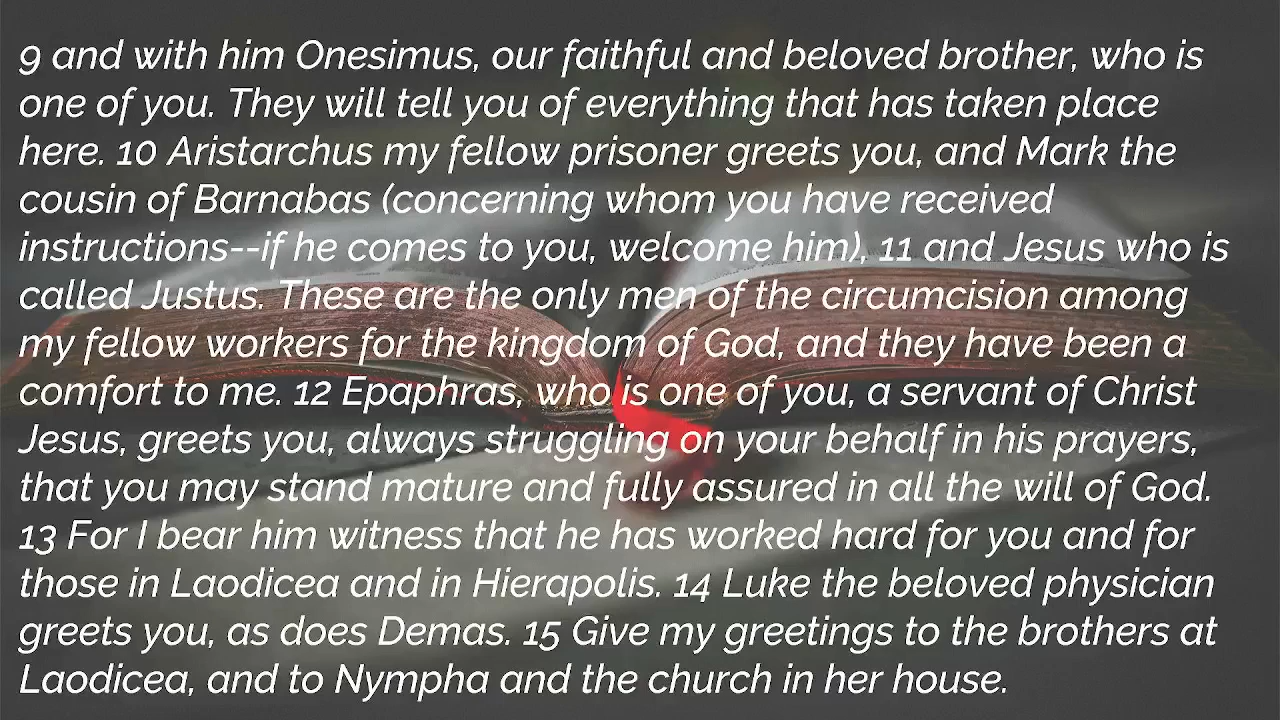 9 and with him Onesimus, our faithful and beloved brother, who is
one of you. They will tell you of everything that has taken place
here. 10 Aristarchus my fellow prisoner greets you, and Mark the
cousin of Barnabas (concerning whom you have received
instructions--if he comes to you, welcome him), 11 and Jesus who is
called Justus. These are the only men of the circumcision among
my fellow workers for the kingdom of God, and they have been a
comfort to me. 12 Epaphras, who is one of you, a servant of Christ
Jesus, greets you, always struggling on your behalf in his prayers,
that you may stand mature and fully assured in all the will of God.
13 For I bear him witness that he has worked hard for you and for
those in Laodicea and in Hierapolis. 14 Luke the beloved physician
greets you, as does Demas. 15 Give my greetings to the brothers at
Laodicea, and to Nympha and the church in her house.